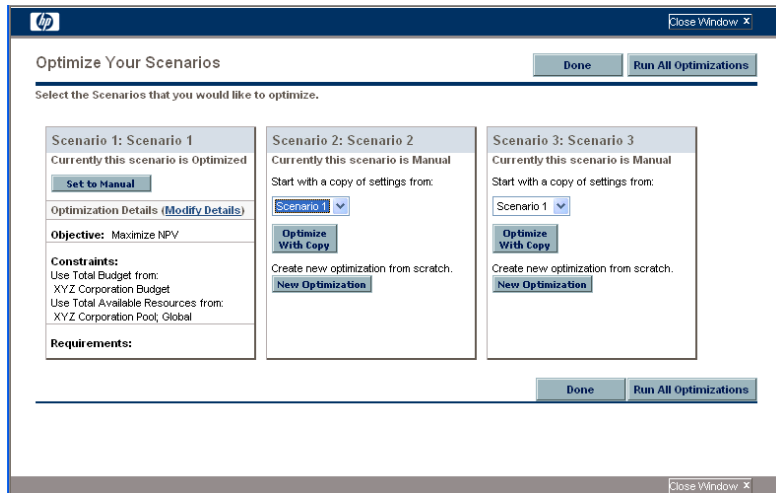 hp
Close Window x
Optimize Your Scenarios
Done
Run All Optimizations
Select the Scenarios that you would like to optimize.
Scenario 1: Scenario 1
Currently this scenario is Optimized
Set to Manual
Optimization Details (Modify Details)
Objective: Maximize NPV
Constraints:
Use Total Budget from:
XYZ Corporation Budget
Use Total Available Resources from:
XYZ Corporation Pool; Global
Requirements:
Scenario 2: Scenario 2
Currently this scenario is Manual
Start with a copy of settings from:
Scenario 1
Optimize
With Copy
Create new optimization from scratch.
New Optimization
Scenario 3: Scenario 3
Currently this scenario is Manual
Start with a copy of settings from:
Scenario 1
Optimize
With Copy
Create new optimization from scratch.
New Optimization
Done
Run All Optimizations
Close Window x